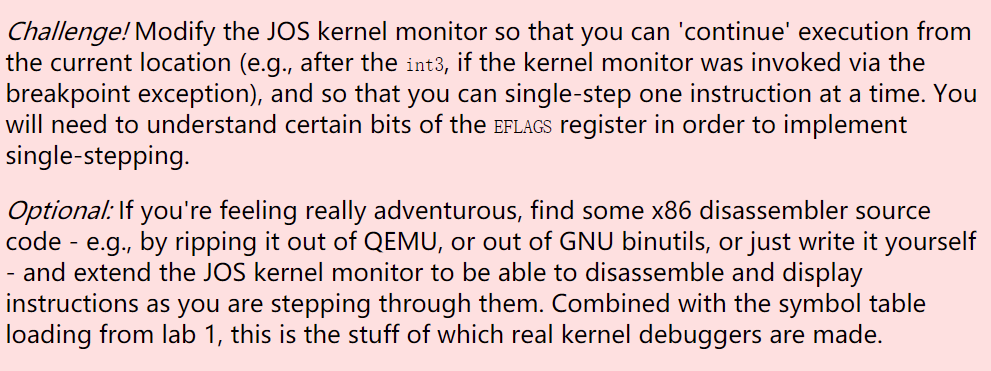 Challenge! Modify the JOS kernel monitor so that you can 'continue' execution from
the current location (e.g., after the int3, if the kernel monitor was invoked via the
breakpoint exception), and so that you can single-step one instruction at a time. You
will need to understand certain bits of the EFLAGS register in order to implement
single-stepping.
Optional: If you're feeling really adventurous, find some x86 disassembler source
code - e.g., by ripping it out of QEMU, or out of GNU binutils, or just write it yourself
- and extend the JOS kernel monitor to be able to disassemble and display
instructions as you are stepping through them. Combined with the symbol table
loading from lab 1, this is the stuff of which real kernel debuggers are made.